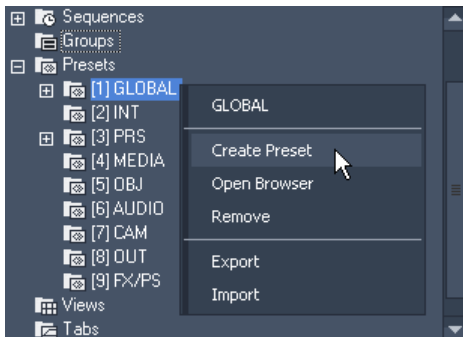 Sequences
Groups
Presets
[1] GLOBAL
[2] INT
[3] PRS
[4] MEDIA
[5] OBJ
[6] AUDIO
[7] CAM
[8] OUT
[9] FX/PS
Views
Tabs
GLOBAL
Create Preset
Open Browser
Remove
Export
Import